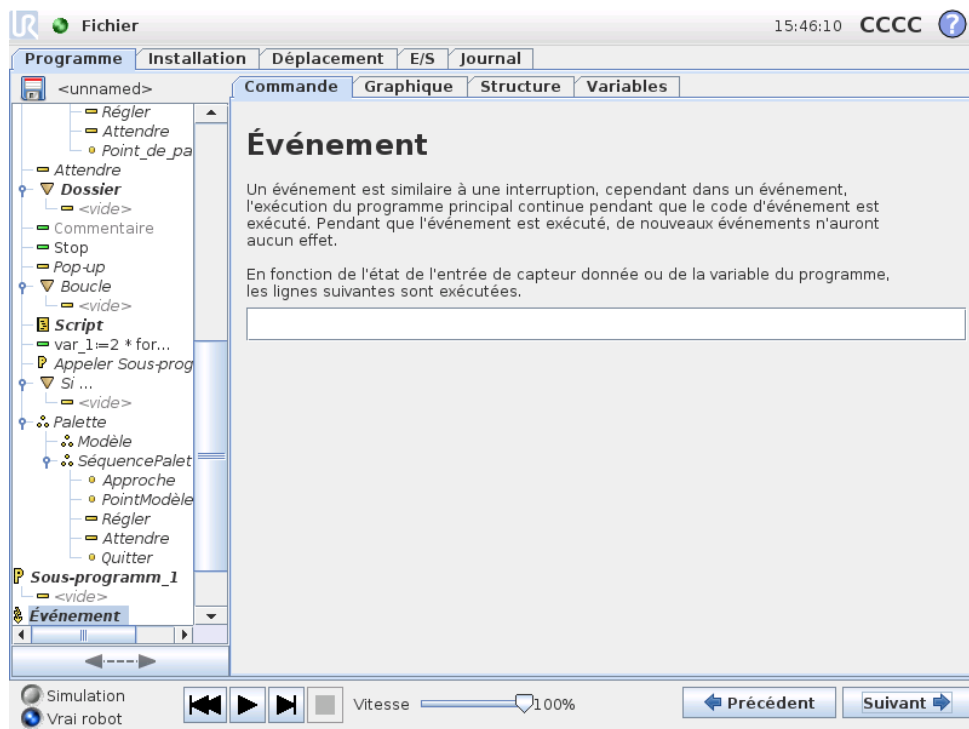 Fichier 15:46:10 CCCC ?
Programme Installation Déplacement E/S Journal
<unnamed>
Commande Graphique Structure Variables
Régler
Attendre
Point_de_pa
Attendre
Dossier
<vide>
Commentaire
Stop
Pop-up
Boucle
<vide>
Script
var_1:=2 * for...
Appeler Sous-prog
Si ...
<vide>
Palette
Modèle
SéquencePalet
Approche
PointModèle
Régler
Attendre
Quitter
Sous-programm_1
<vide>
Événement
Événement
Un événement est similaire à une interruption, cependant dans un événement,
l'exécution du programme principal continue pendant que le code d'événement est
exécuté. Pendant que l'événement est exécuté, de nouveaux événements n'auront
aucun effet.
En fonction de l'état de l'entrée de capteur donnée ou de la variable du programme,
les lignes suivantes sont exécutées.
Simulation
Vrai robot
Vitesse 100%
Précédent Suivant